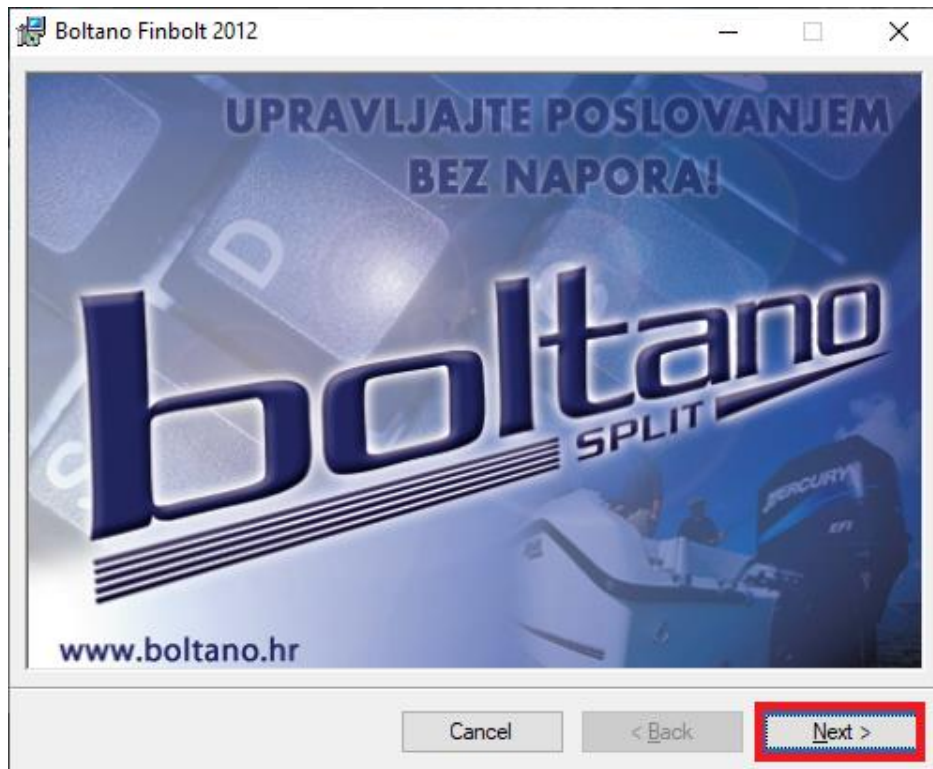 Boltano Finbolt 2012
UPRAVLJAJTE POSLOVANJEM
BEZ NAPORA!
D
boltano
SPLIT
MERCURY
EFI
www.boltano.hr
Cancel
< Back
Next >